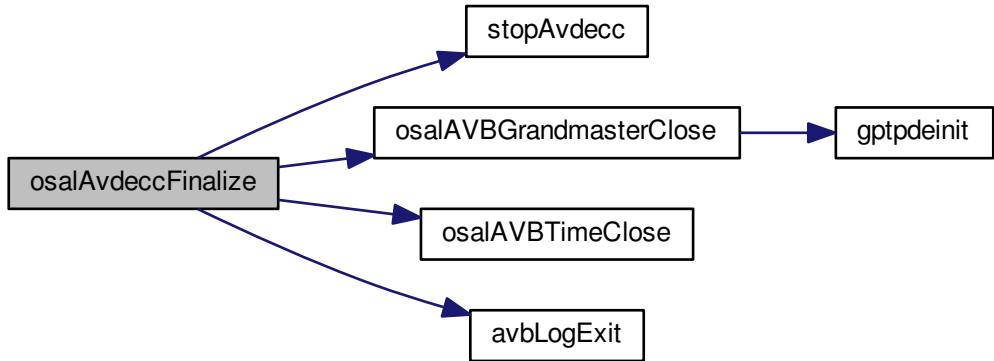 stopAvdecc
osalAVBGrandmasterClose
gptpdeinit
osalAvdeccFinalize
osalAVBTimeClose
avbLogExit